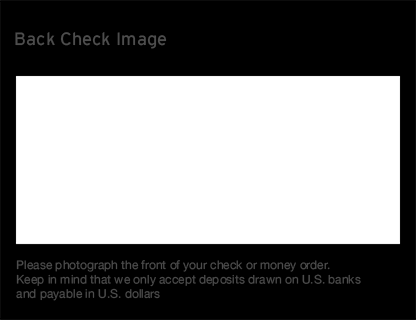 Back Check Image
Please photograph the front of your check or money order.
Keep in mind that we only accept deposits drawn on U.S. banks
and payable in U.S. dollars